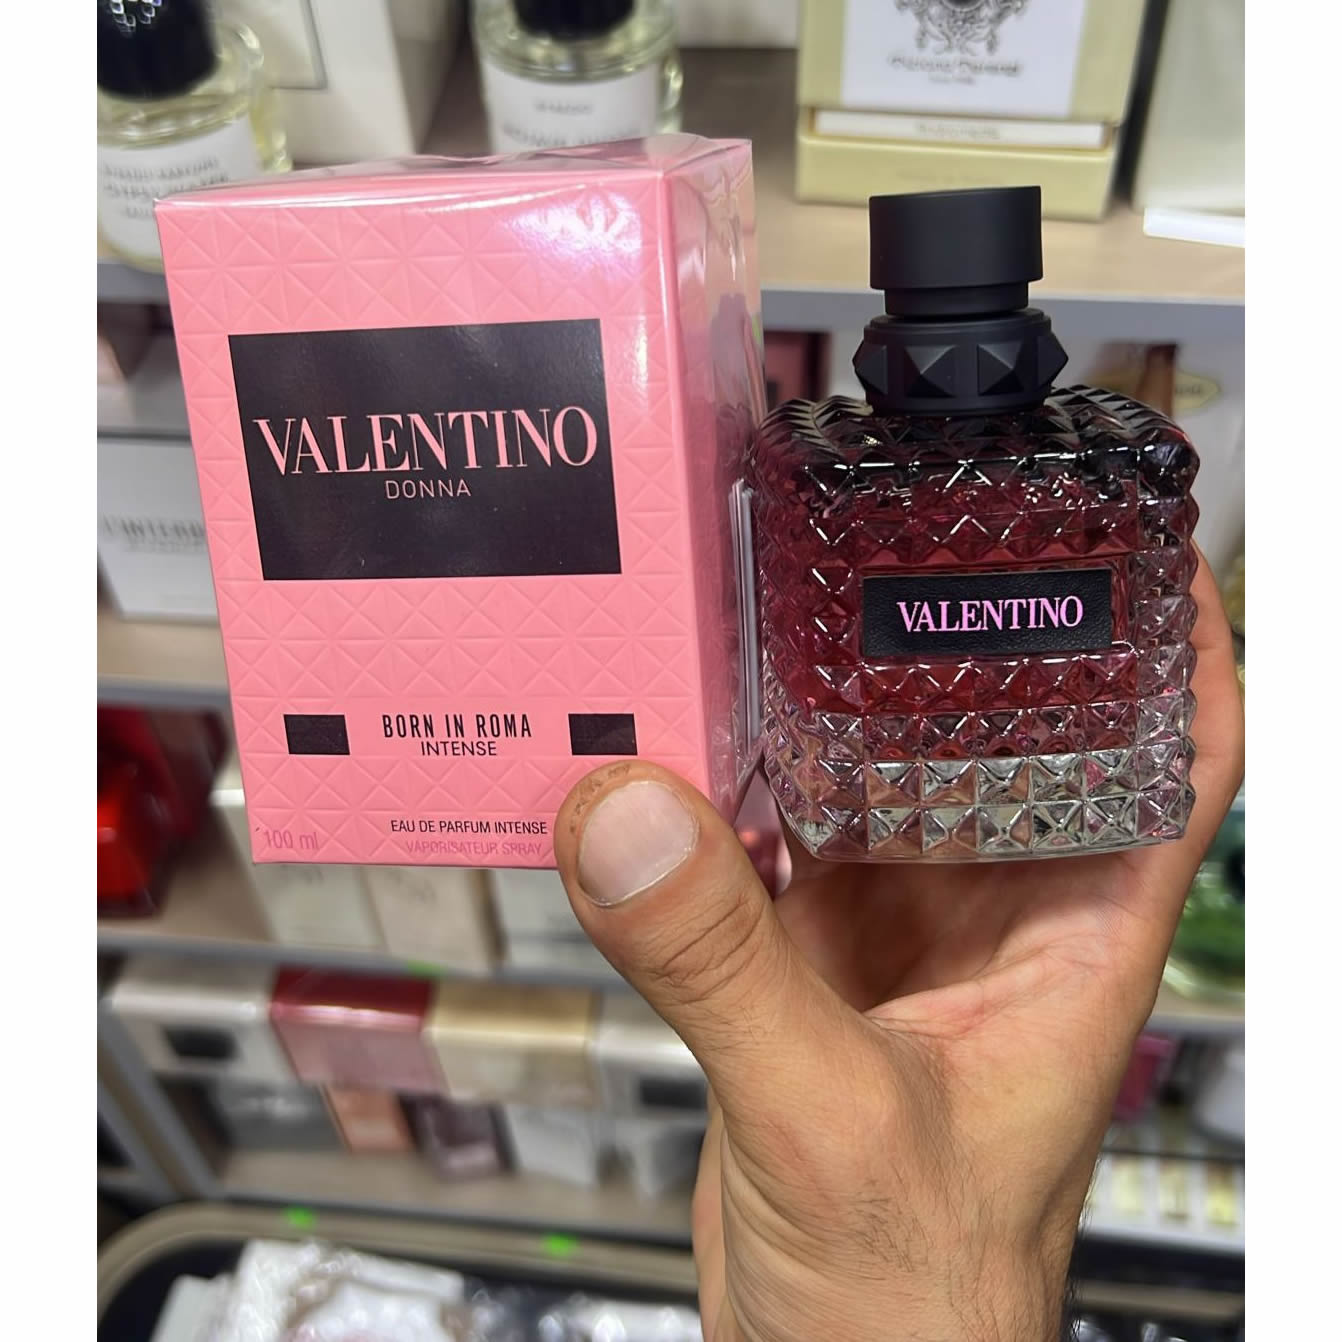 VALENTINO
DONNA
BORN IN ROMA
INTENSE
EAU DE PARFUM INTENSE
VAPORISATEUR SPRAY
100 ml
VALENTINO